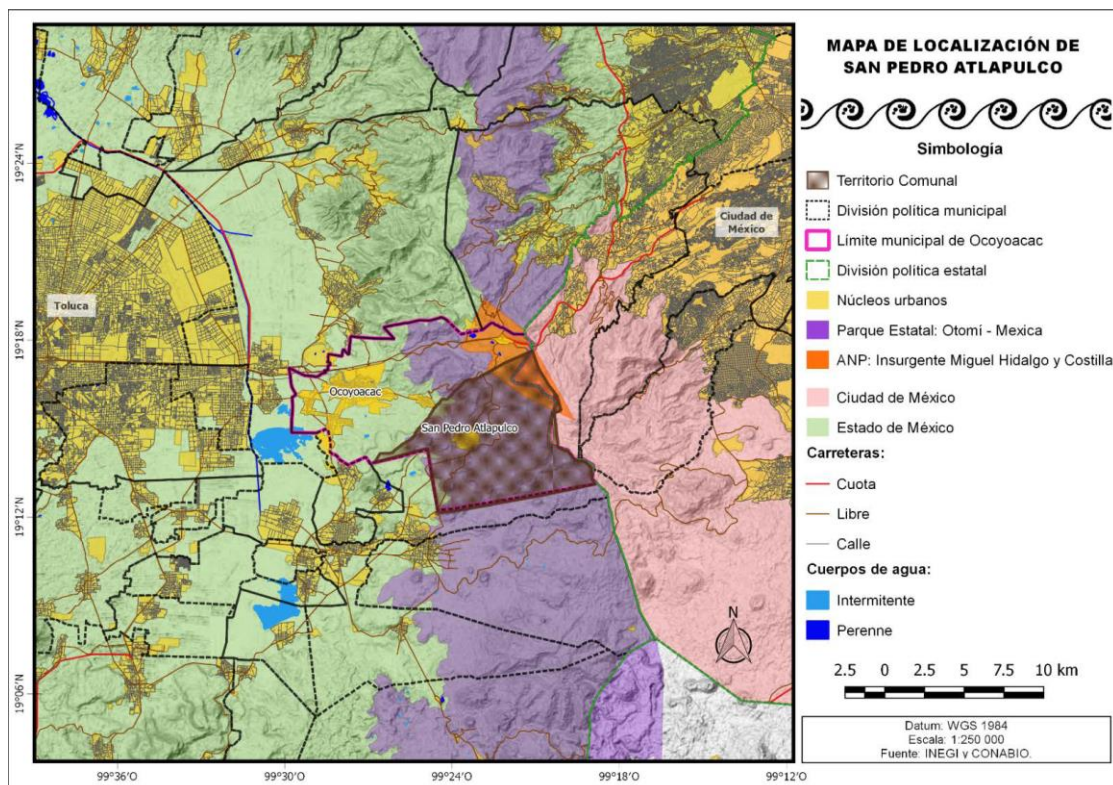 MAPA DE LOCALIZACIÓN DE
SAN PEDRO ATLAPULCO
Simbología
Territorio Comunal
División política municipal
Límite municipal de Ocoyoacac
División política estatal
Núcleos urbanos
Parque Estatal: Otomí - Mexica
ANP: Insurgente Miguel Hidalgo y Costilla
Ciudad de México
Estado de México
Carreteras:
Cuota
Libre
Calle
Cuerpos de agua:
Intermitente
Perenne
N
2.5 0 2.5 5 7.5 10 km
Datum: WGS 1984
Escala: 1:250 000
Fuente: INEGI y CONABIO.
Ciudad de
México
Toluca
Ocoyoacac
San Pedro Atlapulco
19°24'N
19°18'N
19°12'N
19°06'N
99°36'O
99°30'O
99°24'O
99°18'O
99°12'O